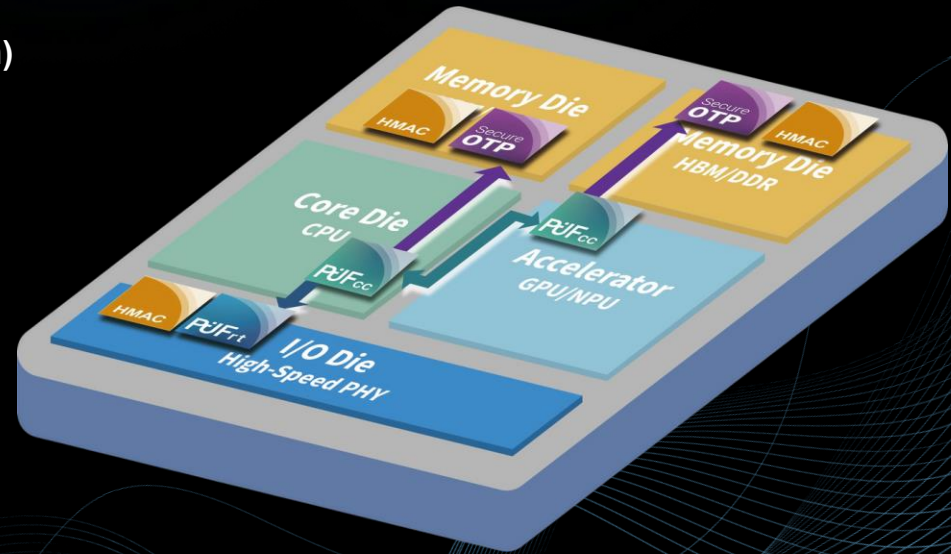 Memory Die
HMAC
Secure
OTP
Secure
OTP
HMAC
Memory Die
HBM/DDR
Core Die
CPU
PUFcc
PUFcc
Accelerator
GPU/NPU
HMAC
PUFrt
I/O Die
High-Speed PHY